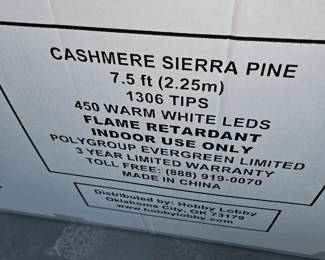 CASHMERE SIERRA PINE
7.5 ft (2.25m)
1306 TIPS
450 WARM WHITE LEDS
FLAME RETARDANT
INDOOR USE ONLY
POLYGROUP EVERGREEN LIMITED
3 YEAR LIMITED WARRANTY
TOLL FREE: (888) 919-0070
MADE IN CHINA
Distributed by: Hobby Lobby
Oklahoma City, OK 73179
www.hobbylobby.com